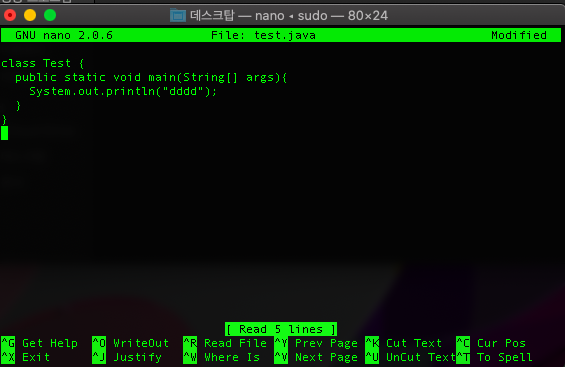 데스크탑 — nano ◂ sudo — 80×24
GNU nano 2.0.6 File: test.java Modified
class Test {
  public static void main(String[] args){
    System.out.println("dddd");
  }
}
[ Read 5 lines ]
^G Get Help ^O WriteOut ^R Read File ^Y Prev Page ^K Cut Text ^C Cur Pos
^X Exit ^J Justify ^W Where Is ^V Next Page ^U UnCut Text ^T To Spell